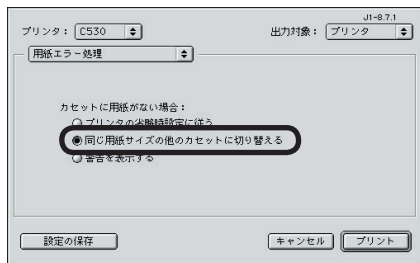 J1-8.7.1
プリンタ： C530 出力対象： プリンタ
用紙エラー処理
カセットに用紙がない場合：
プリンタの省略時設定に従う
同じ用紙サイズの他のカセットに切り替える
警告を表示する
設定の保存 キャンセル プリント